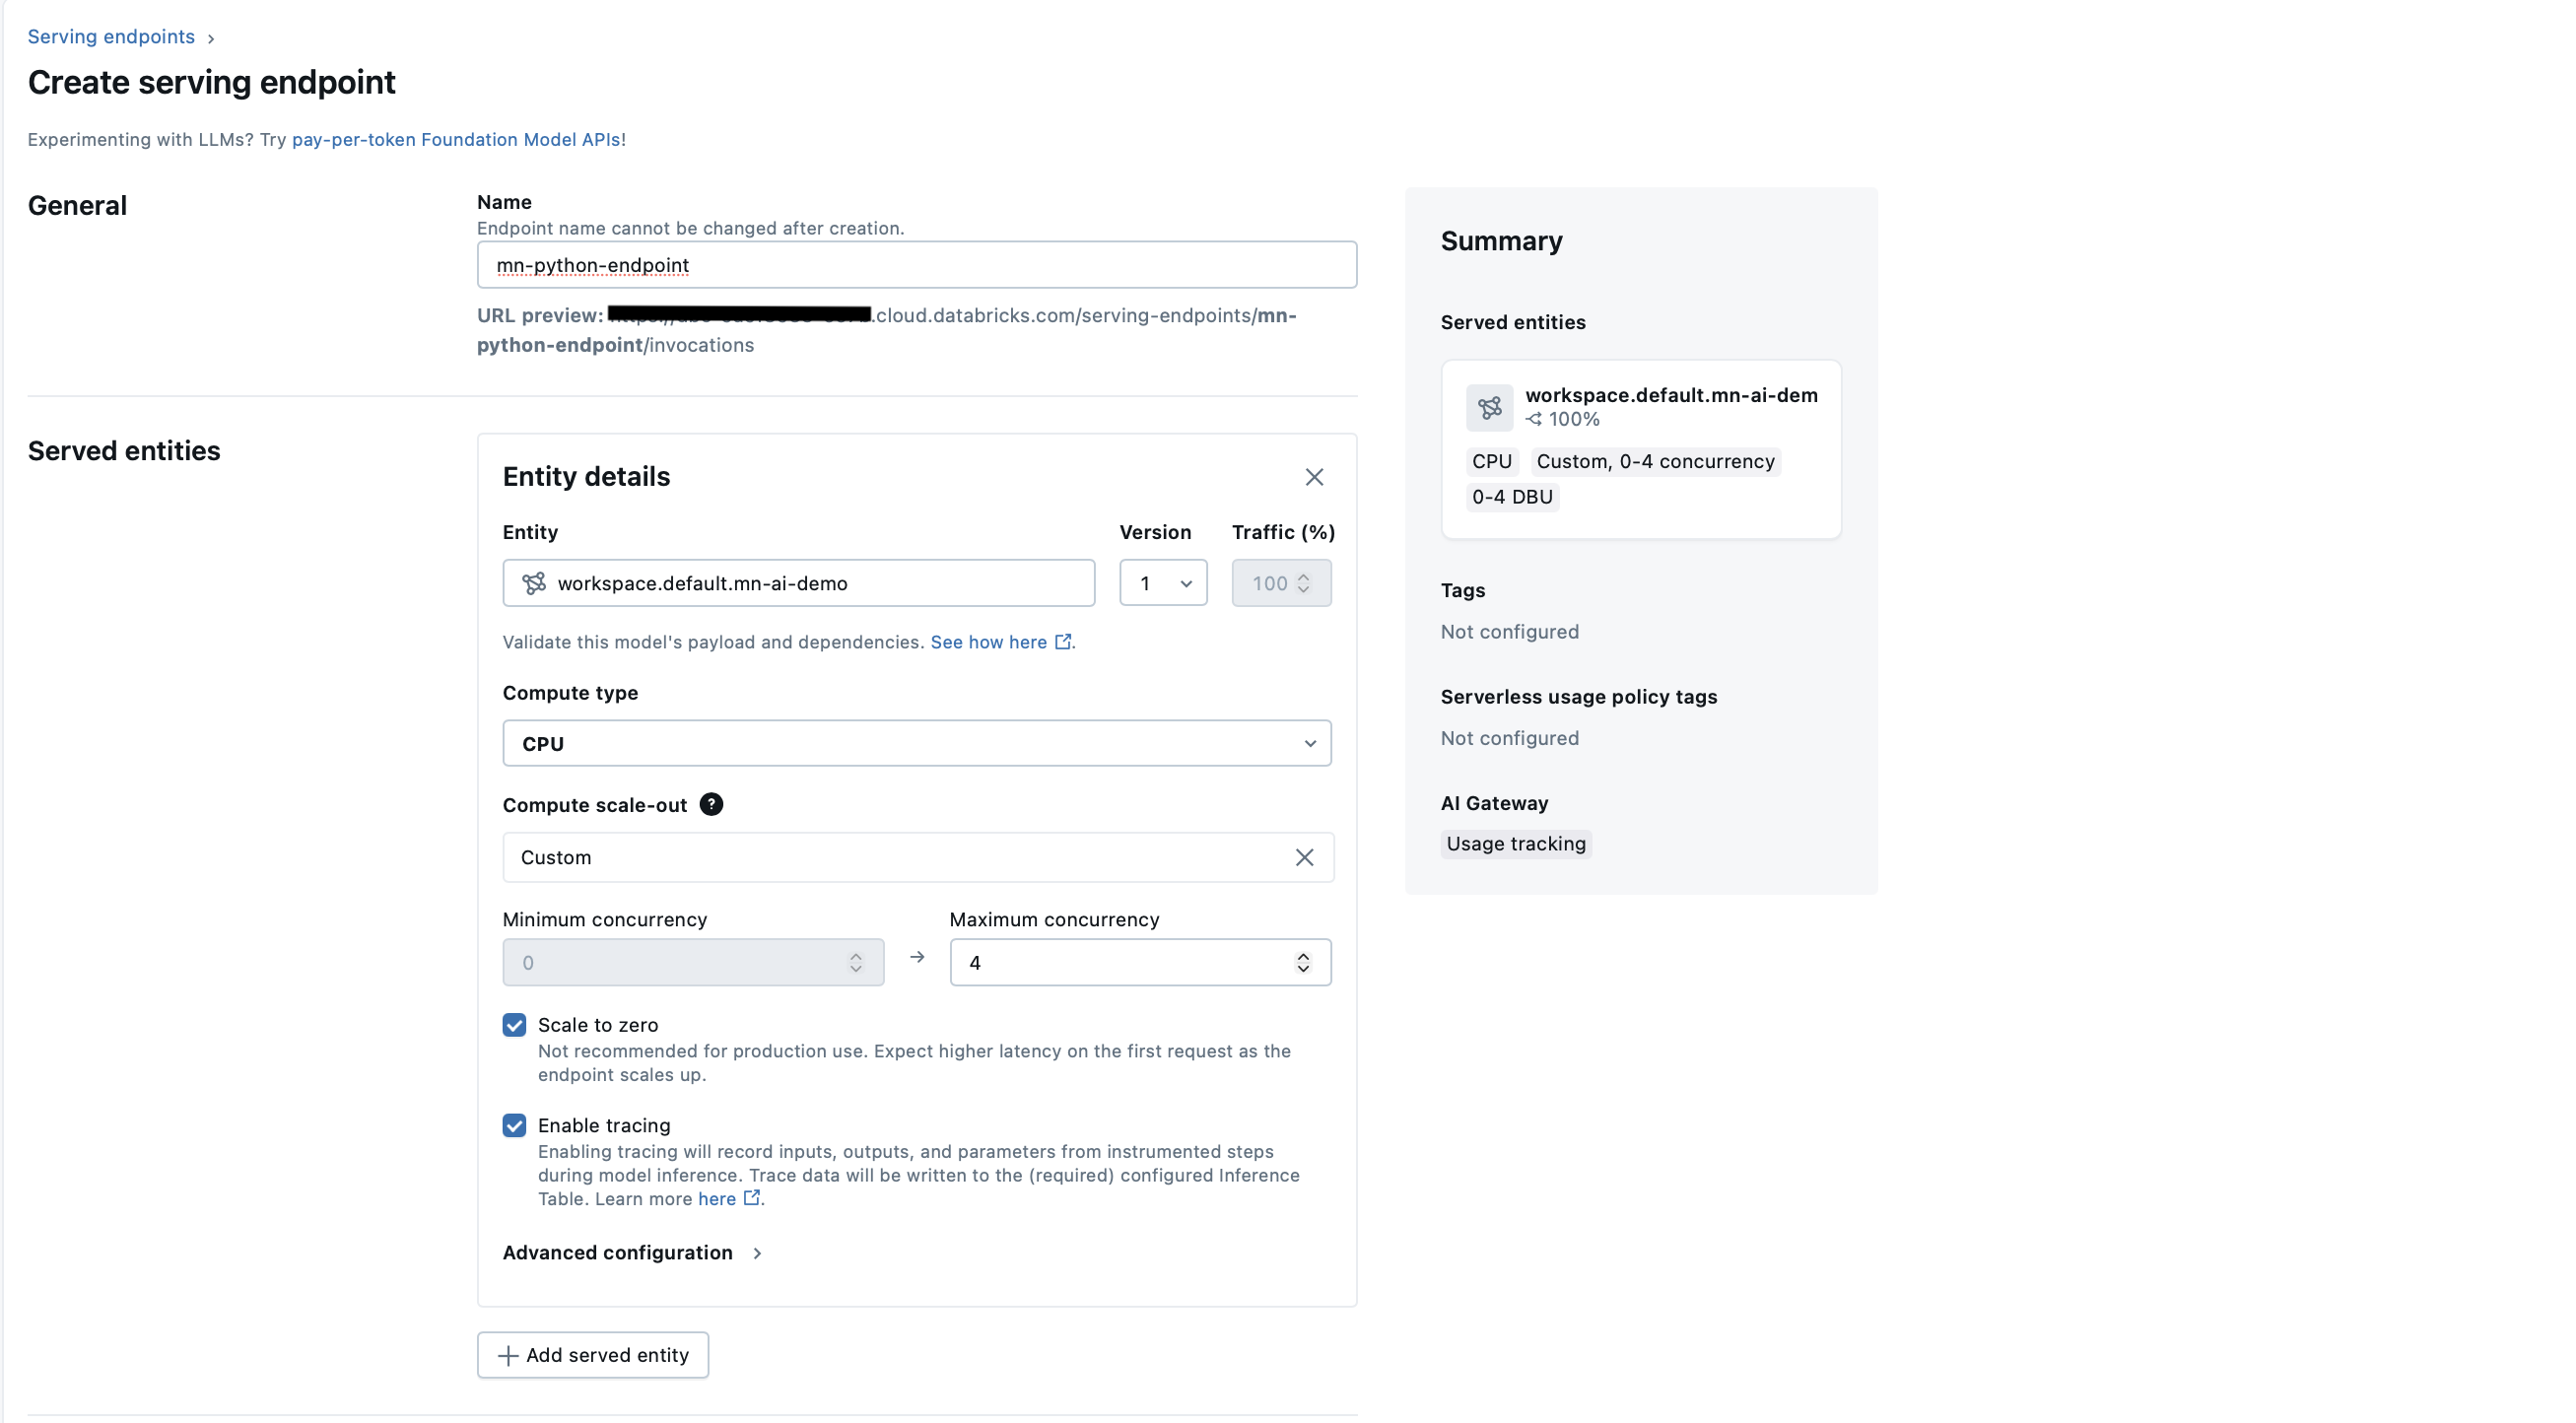 Serving endpoints
Create serving endpoint
Experimenting with LLMs? Try pay-per-token Foundation Model APIs!
General
Name
Endpoint name cannot be changed after creation.
mn-python-endpoint
URL preview: .cloud.databricks.com/serving-endpoints/mn-
python-endpoint/invocations
Served entities
Entity details
Entity
Version
Traffic (%)
workspace.default.mn-ai-demo
1
100
Validate this model's payload and dependencies. See how here.
Compute type
CPU
Compute scale-out ?
Custom
Minimum concurrency
Maximum concurrency
0
4
Scale to zero
Not recommended for production use. Expect higher latency on the first request as the
endpoint scales up.
Enable tracing
Enabling tracing will record inputs, outputs, and parameters from instrumented steps
during model inference. Trace data will be written to the (required) configured Inference
Table. Learn more here.
Advanced configuration
Add served entity
Summary
Served entities
workspace.default.mn-ai-dem
100%
CPU
Custom, 0-4 concurrency
0-4 DBU
Tags
Not configured
Serverless usage policy tags
Not configured
AI Gateway
Usage tracking